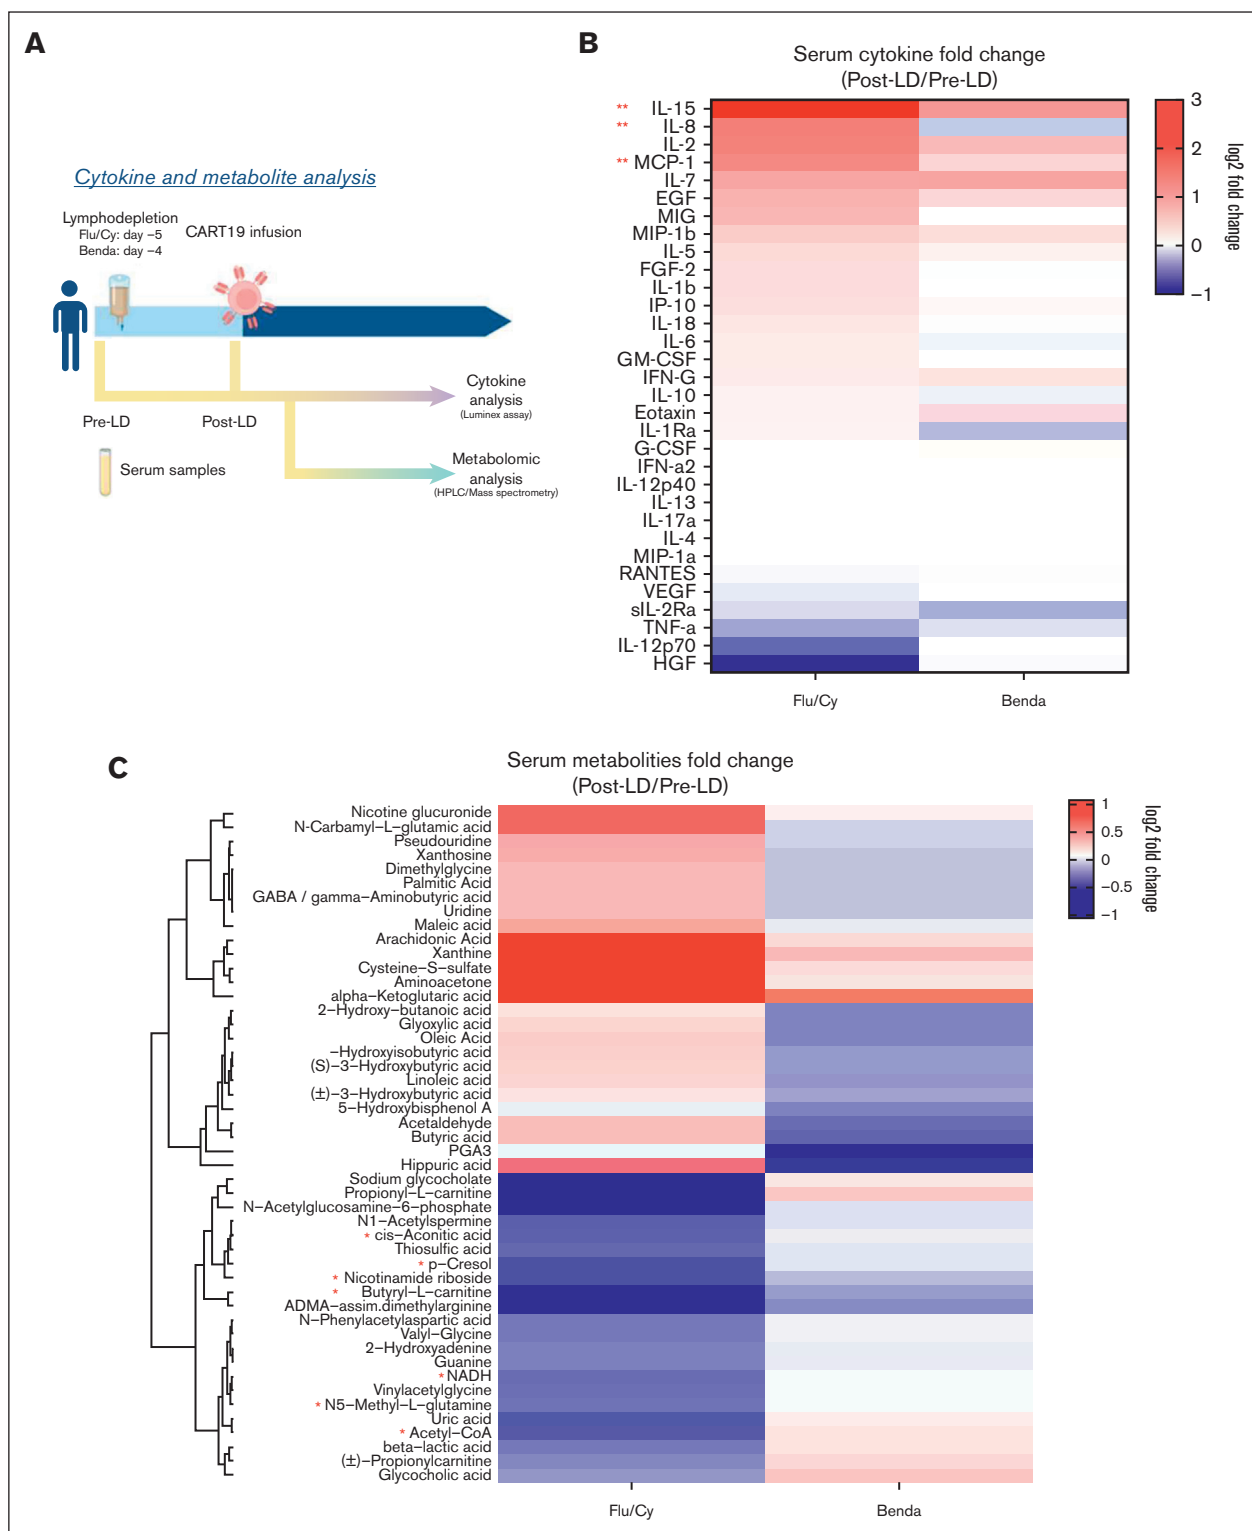 A
Cytokine and metabolite analysis
Lymphodepletion
Flu/Cy: day −5
Benda: day −4
CART19 infusion
Pre-LD
Post-LD
Serum samples
Cytokine
analysis
(Luminex assay)
Metabolomic
analysis
(HPLC/Mass spectrometry)
B
Serum cytokine fold change
(Post-LD/Pre-LD)
** IL-15
** IL-8
IL-2
** MCP-1
IL-7
EGF
MIG
MIP-1b
IL-5
FGF-2
IL-1b
IP-10
IL-18
IL-6
GM-CSF
IFN-G
IL-10
Eotaxin
IL-1Ra
G-CSF
IFN-a2
IL-12p40
IL-13
IL-17a
IL-4
MIP-1a
RANTES
VEGF
sIL-2Ra
TNF-a
IL-12p70
HGF
Flu/Cy
Benda
3
2
1
0
−1
log2 fold change
C
Serum metabolities fold change
(Post-LD/Pre-LD)
Nicotine glucuronide
N-Carbamyl−L−glutamic acid
Pseudouridine
Xanthosine
Dimethylglycine
Palmitic Acid
GABA / gamma−Aminobutyric acid
Uridine
Maleic acid
Arachidonic Acid
Xanthine
Cysteine−S−sulfate
Aminoacetone
alpha−Ketoglutaric acid
2−Hydroxy−butanoic acid
Glyoxylic acid
Oleic Acid
−Hydroxyisobutyric acid
(S)−3−Hydroxybutyric acid
Linoleic acid
(±)−3−Hydroxybutyric acid
5−Hydroxybisphenol A
Acetaldehyde
Butyric acid
PGA3
Hippuric acid
Sodium glycocholate
Propionyl−L−carnitine
N−Acetylglucosamine−6−phosphate
N1−Acetylspermine
* cis−Aconitic acid
Thiosulfic acid
* p−Cresol
* Nicotinamide riboside
* Butyryl−L−carnitine
ADMA−assim.dimethylarginine
N−Phenylacetylaspartic acid
Valyl−Glycine
2−Hydroxyadenine
Guanine
* NADH
Vinylacetylglycine
* N5−Methyl−L−glutamine
Uric acid
* Acetyl−CoA
beta−lactic acid
(±)−Propionylcarnitine
Glycocholic acid
Flu/Cy
Benda
1
0.5
0
−0.5
−1
log2 fold change